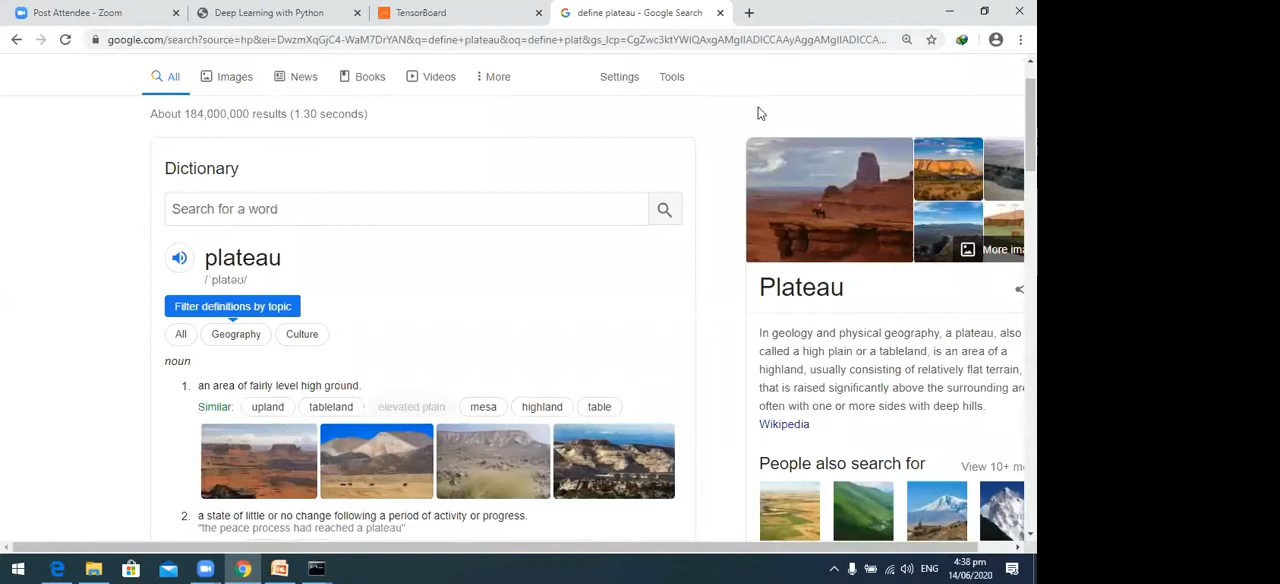 Post Attendee - Zoom
Deep Learning with Python
TensorBoard
define plateau - Google Search
google.com/search?source=hp&ei=DwzmXqGjC4-WaM7DrYAN&q=define+plateau&oq=define+plat&gs_lcp=CgZwc3ktYWIQAxgAMgIIADICCAAyAggAMgIIADICCA...
All
Images
News
Books
Videos
More
Settings
Tools
About 184,000,000 results (1.30 seconds)
Dictionary
Search for a word
plateau
/ˈplatəʊ/
Filter definitions by topic
All
Geography
Culture
noun
1. an area of fairly level high ground.
Similar: upland tableland elevated plain mesa highland table
2. a state of little or no change following a period of activity or progress.
"the peace process had reached a plateau"
More ima
Plateau
In geology and physical geography, a plateau, also
called a high plain or a tableland, is an area of a
highland, usually consisting of relatively flat terrain,
that is raised significantly above the surrounding are
often with one or more sides with deep hills.
Wikipedia
People also search for
View 10+ m
ENG
4:38 pm
14/06/2020